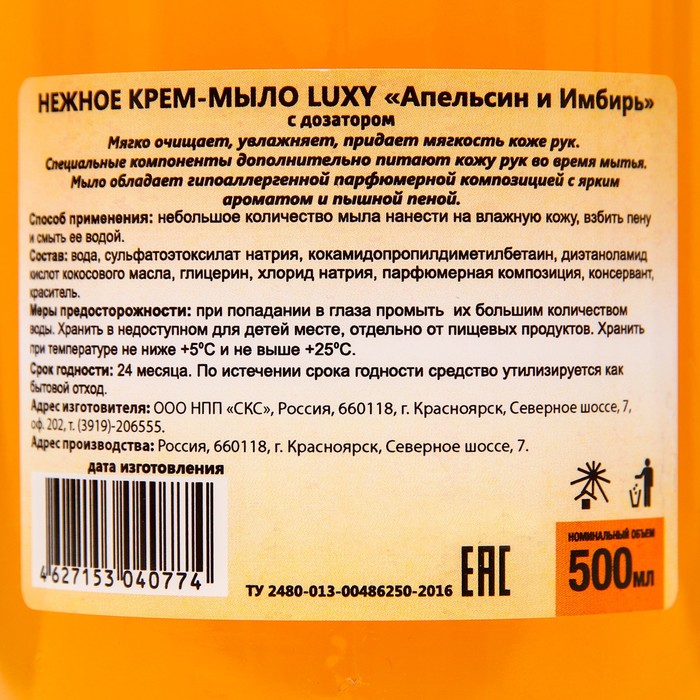 НЕЖНОЕ КРЕМ-МЫЛО LUXY «Апельсин и Имбирь»
с дозатором
Мягко очищает, увлажняет, придает мягкость коже рук.
Специальные компоненты дополнительно питают кожу рук во время мытья.
Мыло обладает гипоаллергенной парфюмерной композицией с ярким
ароматом и пышной пеной.
Способ применения: небольшое количество мыла нанести на влажную кожу, взбить пену
и смыть ее водой.
Состав: вода, сульфатоэтоксилат натрия, кокамидопропилдиметилбетаин, диэтаноламид
кислот кокосового масла, глицерин, хлорид натрия, парфюмерная композиция, консервант,
краситель.
Меры предосторожности: при попадании в глаза промыть их большим количеством
воды. Хранить в недоступном для детей месте, отдельно от пищевых продуктов. Хранить
при температуре не ниже +5ºС и не выше +25ºС.
Срок годности: 24 месяца. По истечении срока годности средство утилизируется как
бытовой отход.
Адрес изготовителя: ООО НПП «СКС», Россия, 660118, г. Красноярск, Северное шоссе, 7,
оф. 202, т. (3919)-206555.
Адрес производства: Россия, 660118, г. Красноярск, Северное шоссе, 7.
дата изготовления
4 627153 040774
ТУ 2480-013-00486250-2016
EAC
НОМИНАЛЬНЫЙ ОБЪЕМ
500мл